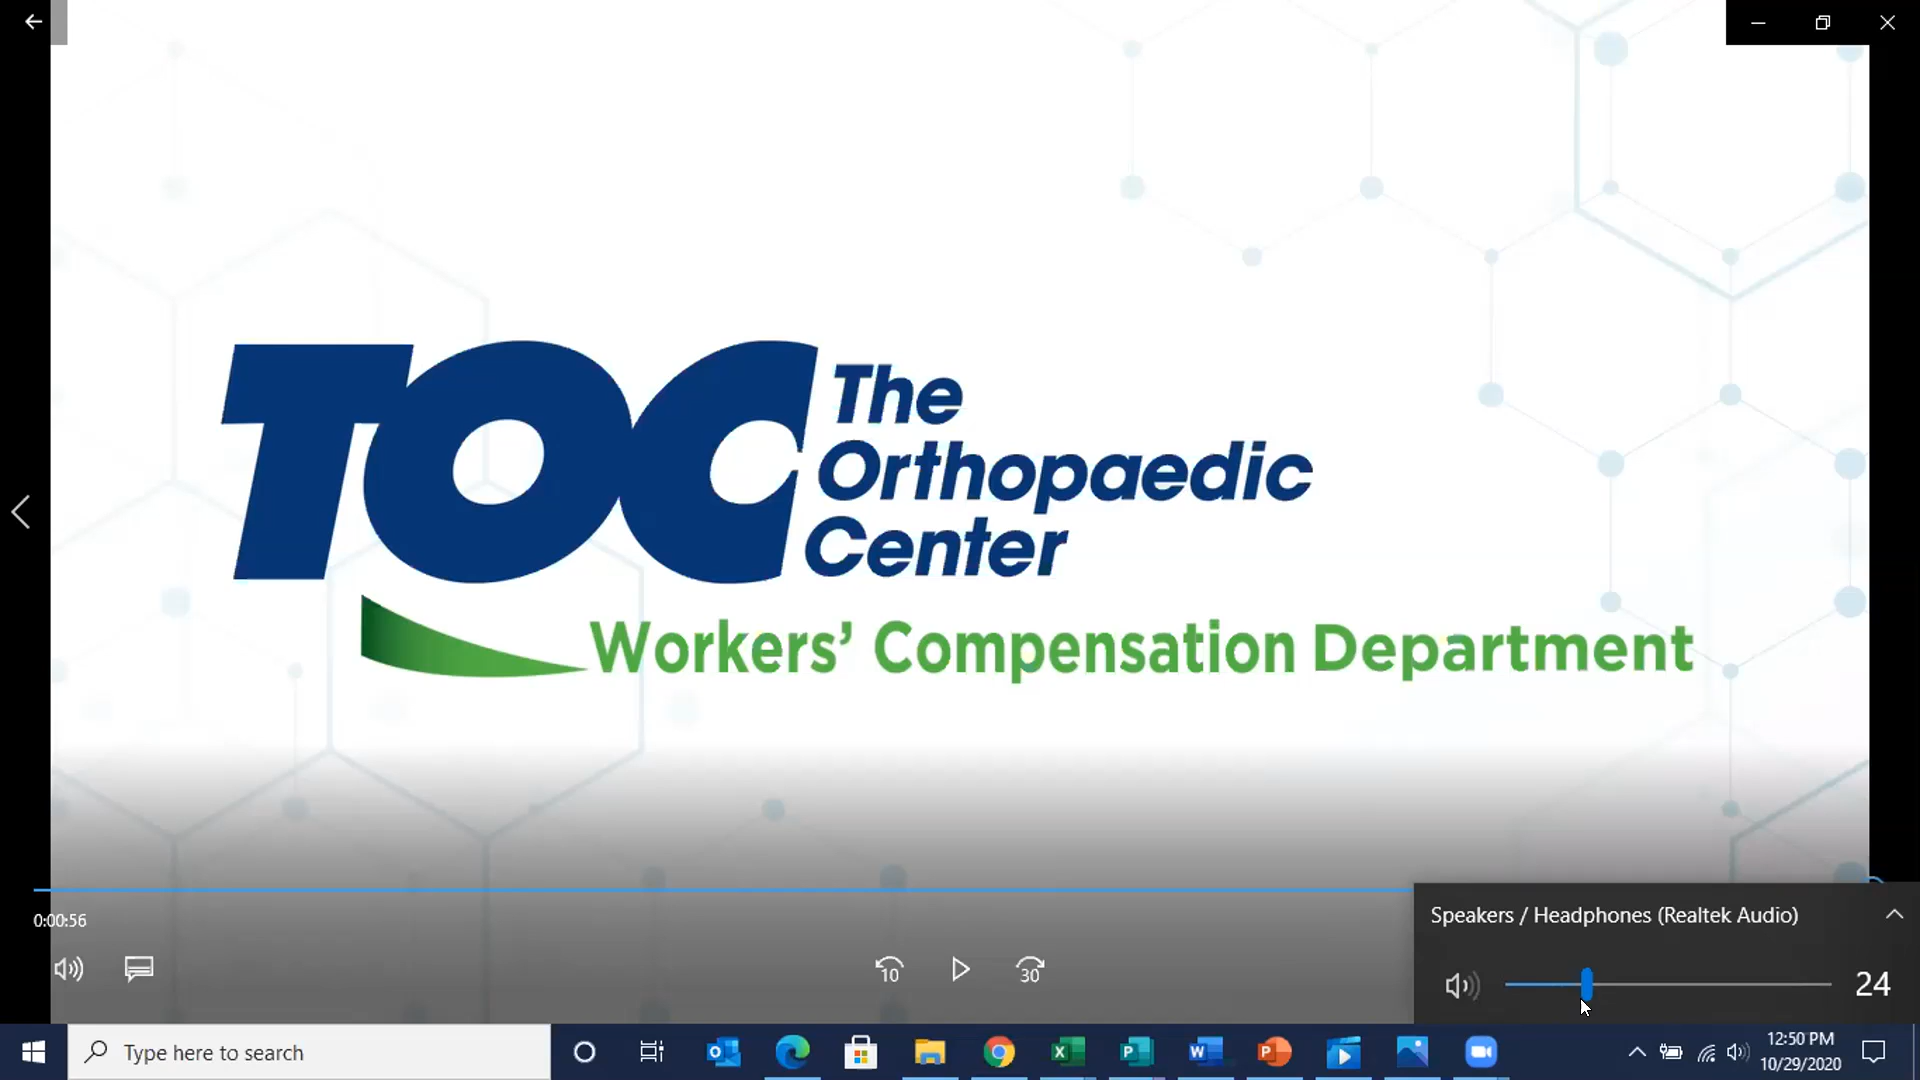 TOC
The
Orthopaedic
Center
Workers' Compensation Department
0:00:56
10
30
Speakers / Headphones (Realtek Audio)
24
Type here to search
12:50 PM
10/29/2020